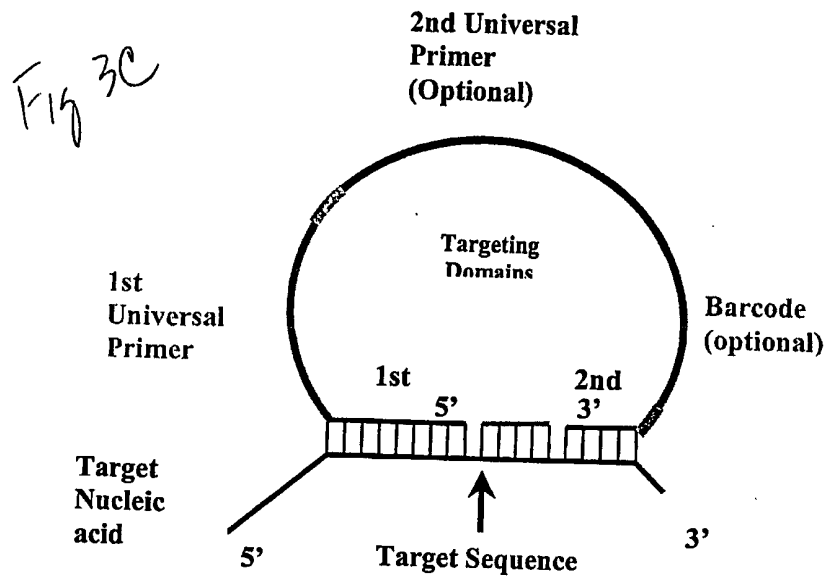 Fig 3C
2nd Universal
Primer
(Optional)
Targeting
Domains
1st
Universal
Primer
Barcode
(optional)
1st
2nd
5’
3’
Target
Nucleic
acid
5’
Target Sequence
3’